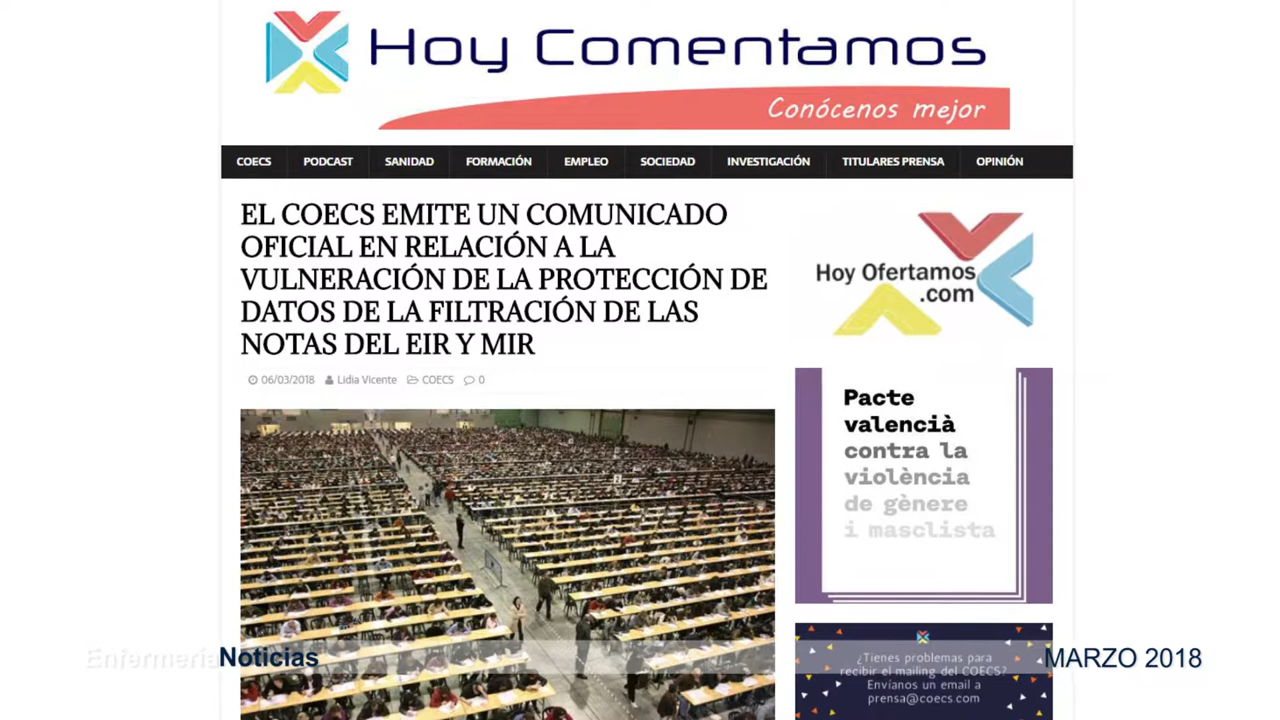 Hoy Comentamos
Conócenos mejor
COECS PODCAST SANIDAD FORMACIÓN EMPLEO SOCIEDAD INVESTIGACIÓN TITULARES PRENSA OPINIÓN
EL COECS EMITE UN COMUNICADO
OFICIAL EN RELACIÓN A LA
VULNERACIÓN DE LA PROTECCIÓN DE
DATOS DE LA FILTRACIÓN DE LAS
NOTAS DEL EIR Y MIR
06/03/2018 Lidia Vicente COECS 0
Hoy Ofertamos
.com
Pacte
valencià
contra la
violència
de gènere
i masclista
¿Tienes problemas para
recibir el mailing del COECS?
Envíanos un email a
prensa@coecs.com
EnfermeríaNoticias
MARZO 2018